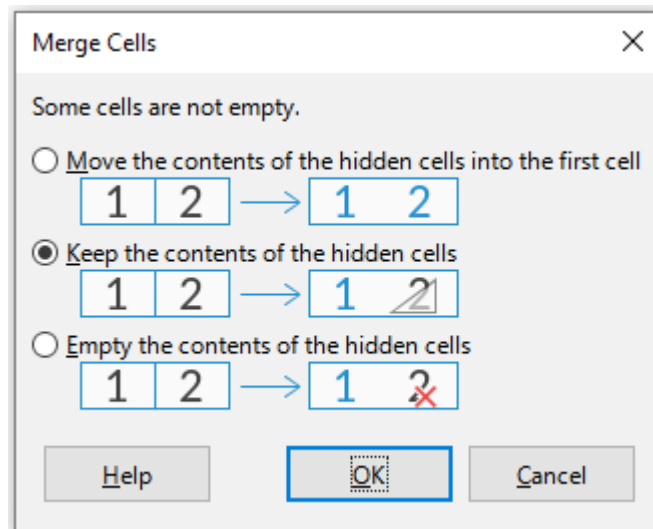 Merge Cells
Some cells are not empty.
Move the contents of the hidden cells into the first cell
1 2 1 2
Keep the contents of the hidden cells
1 2 1 2
Empty the contents of the hidden cells
1 2 1 2
Help OK Cancel